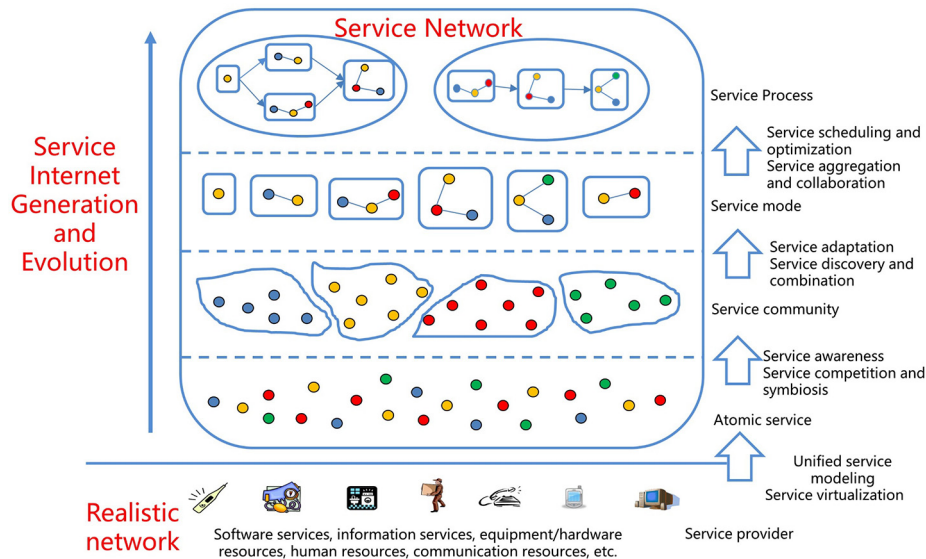 Service Network
Service
Internet
Generation
and
Evolution
Service Process
Service scheduling and
optimization
Service aggregation
and collaboration
Service mode
Service adaptation
Service discovery and
combination
Service community
Service awareness
Service competition and
symbiosis
Atomic service
Unified service
modeling
Service virtualization
Realistic
network
Software services, information services, equipment/hardware
resources, human resources, communication resources, etc.
Service provider